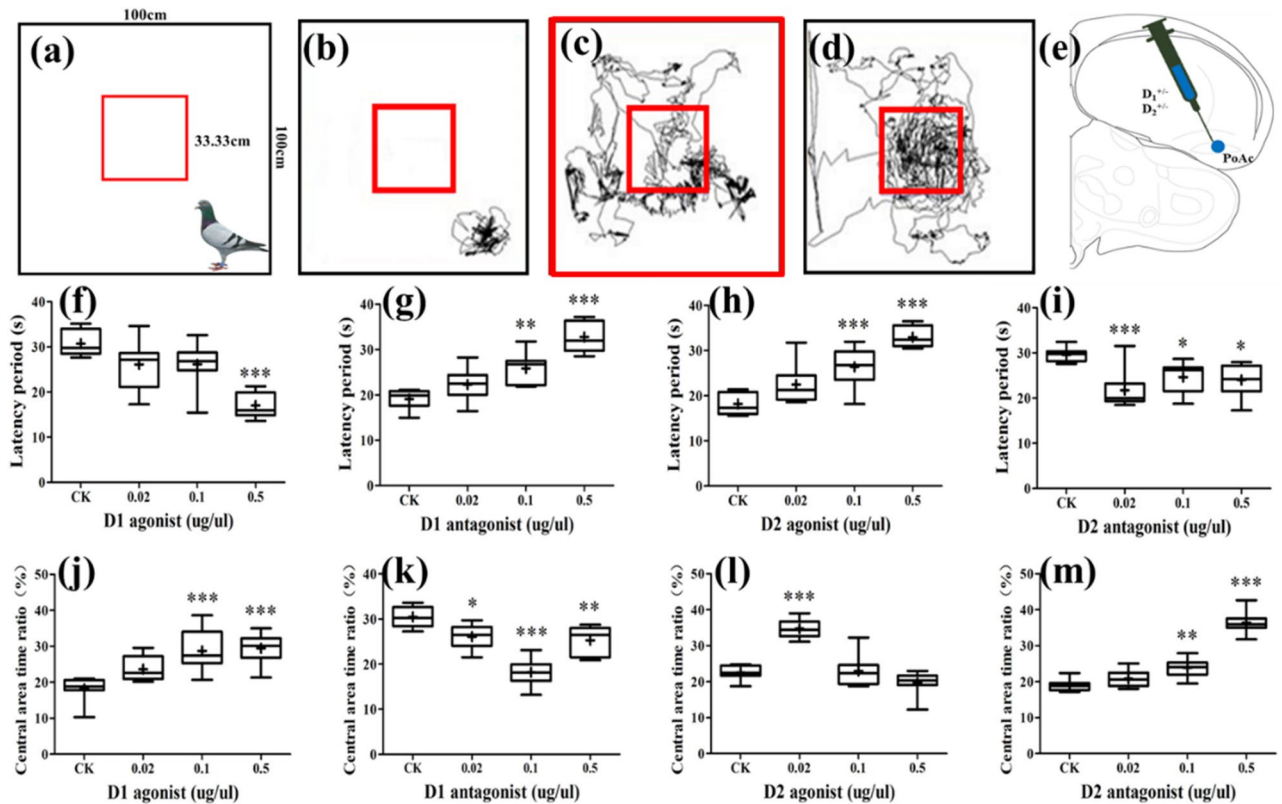 100cm
(a)
33.33cm
100cm
(b)
(c)
(d)
(e)
D1+/-
D2+/-
PoAc
(f)
Latency period (s)
40
30
20
10
0
***
CK 0.02 0.1 0.5
D1 agonist (ug/ul)
(g)
Latency period (s)
40
30
20
10
0
** ***
CK 0.02 0.1 0.5
D1 antagonist (ug/ul)
(h)
Latency period (s)
40
30
20
10
0
*** ***
CK 0.02 0.1 0.5
D2 agonist (ug/ul)
(i)
Latency period (s)
40
30
20
10
0
*** * *
CK 0.02 0.1 0.5
D2 antagonist (ug/ul)
(j)
Central area time ratio (%)
50
40
30
20
10
0
*** ***
CK 0.02 0.1 0.5
D1 agonist (ug/ul)
(k)
Central area time ratio (%)
40
30
20
10
0
* *** **
CK 0.02 0.1 0.5
D1 antagonist (ug/ul)
(l)
Central area time ratio (%)
50
40
30
20
10
0
***
CK 0.02 0.1 0.5
D2 agonist (ug/ul)
(m)
Central area time ratio (%)
50
40
30
20
10
0
** ***
CK 0.02 0.1 0.5
D2 antagonist (ug/ul)